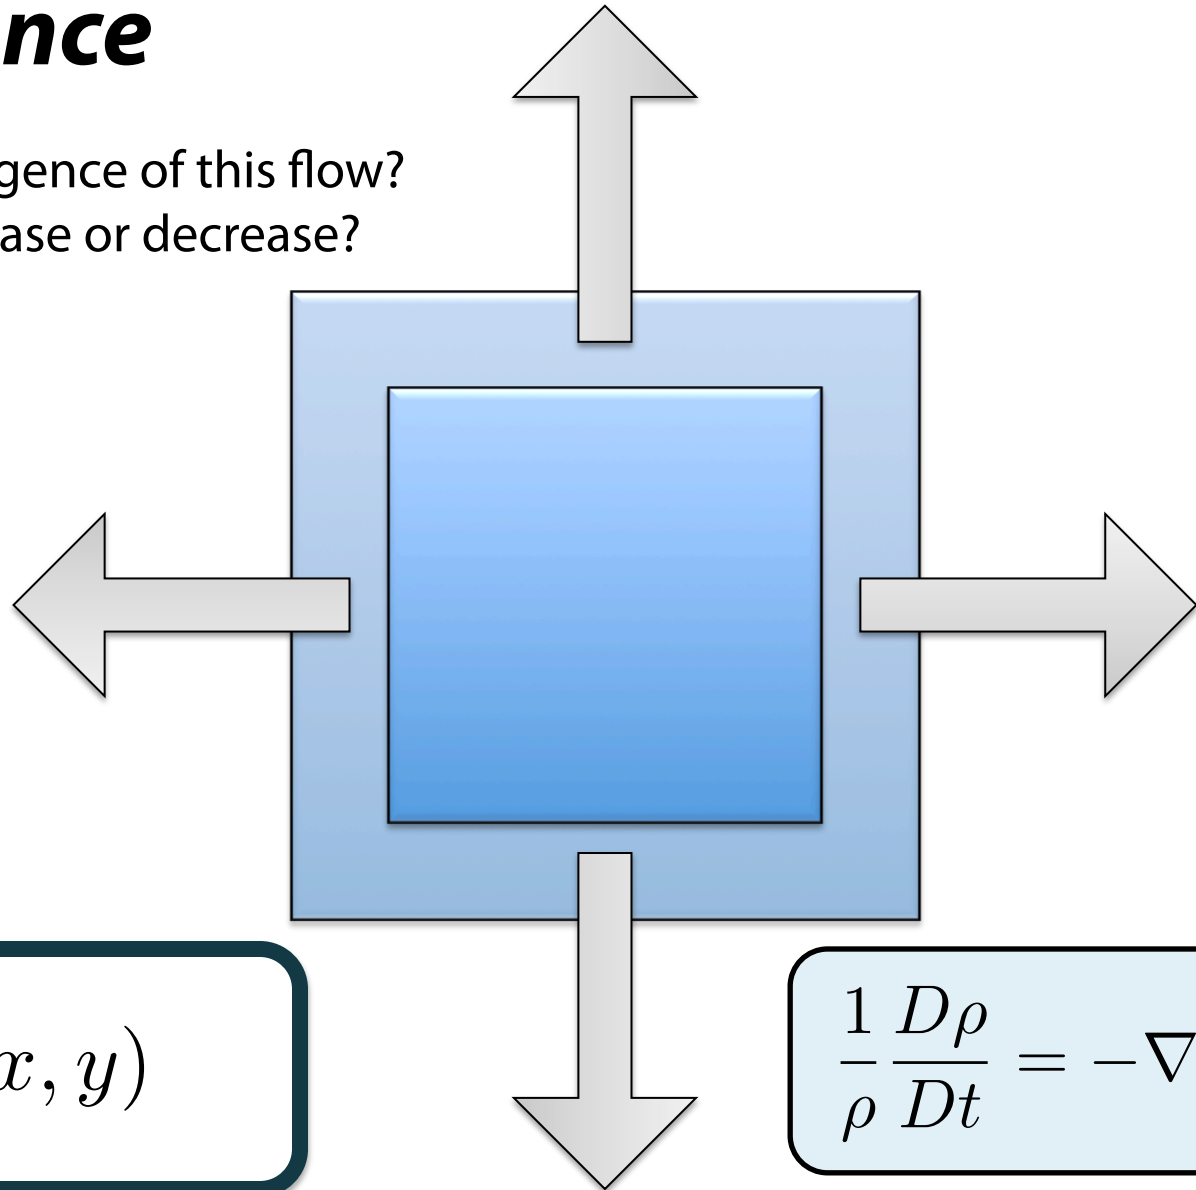 nce
gence of this flow?
ase or decrease?
x, y)
1/ρ Dρ/Dt = −∇